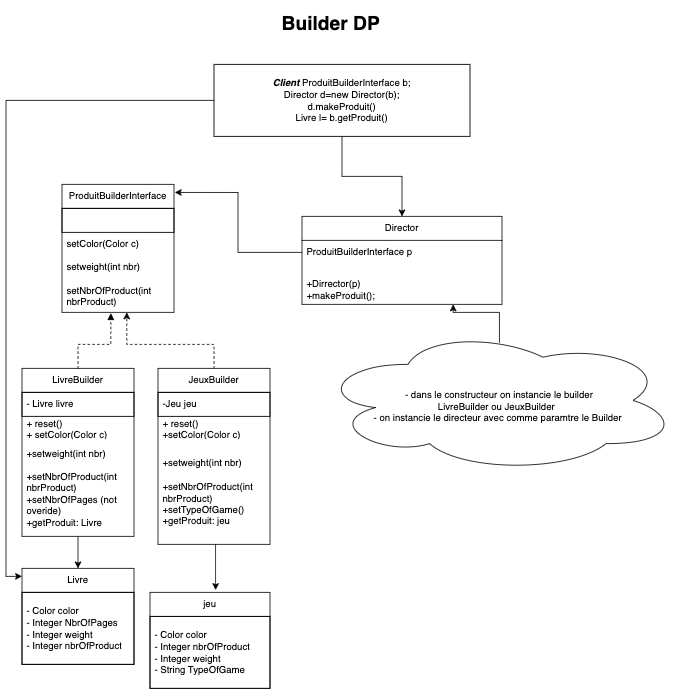 Builder DP
Client ProduitBuilderInterface b;
Director d=new Director(b);
d.makeProduit()
Livre l= b.getProduit()
ProduitBuilderInterface
setColor(Color c)
setweight(int nbr)
setNbrOfProduct(int
nbrProduct)
Director
ProduitBuilderInterface p
+Dirrector(p)
+makeProduit();
- dans le constructeur on instancie le builder
LivreBuilder ou JeuxBuilder
- on instancie le directeur avec comme paramtre le Builder
LivreBuilder
- Livre livre
+ reset()
+ setColor(Color c)
+setweight(int nbr)
+setNbrOfProduct(int
nbrProduct)
+setNbrOfPages (not
overide)
+getProduit: Livre
JeuxBuilder
-Jeu jeu
+ reset()
+setColor(Color c)
+setweight(int nbr)
+setNbrOfProduct(int
nbrProduct)
+setTypeOfGame()
+getProduit: jeu
Livre
- Color color
- Integer NbrOfPages
- Integer weight
- Integer nbrOfProduct
jeu
- Color color
- Integer nbrOfProduct
- Integer weight
- String TypeOfGame